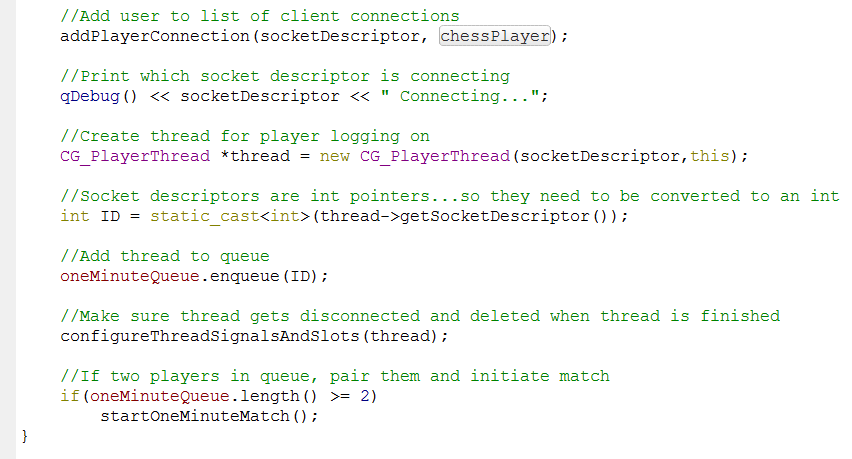 //Add user to list of client connections
addPlayerConnection(socketDescriptor, chessPlayer);
//Print which socket descriptor is connecting
qDebug() << socketDescriptor << " Connecting...";
//Create thread for player logging on
CG_PlayerThread *thread = new CG_PlayerThread(socketDescriptor,this);
//Socket descriptors are int pointers...so they need to be converted to an int
int ID = static_cast<int>(thread->getSocketDescriptor());
//Add thread to queue
oneMinuteQueue.enqueue(ID);
//Make sure thread gets disconnected and deleted when thread is finished
configureThreadSignalsAndSlots(thread);
//If two players in queue, pair them and initiate match
if(oneMinuteQueue.length() >= 2)
startOneMinuteMatch();
}